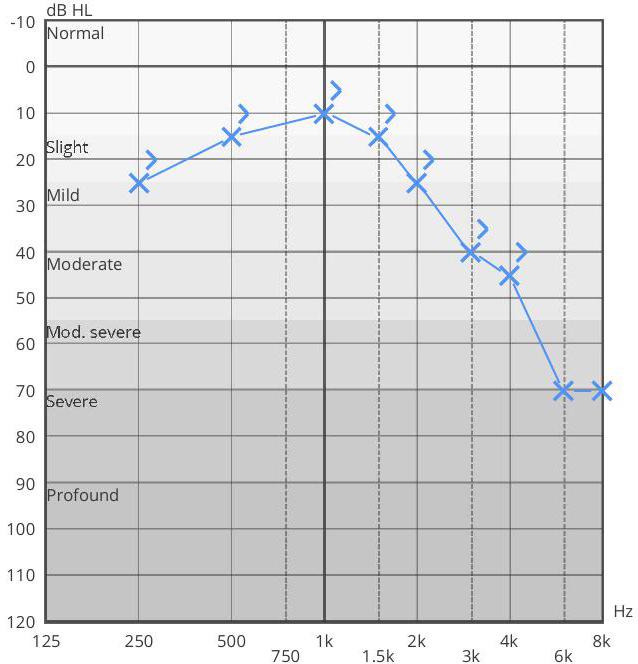 dB HL
-10
Normal
0
10
Slight
20
Mild
30
40
Moderate
50
Mod. severe
60
70
Severe
80
90
Profound
100
110
120
Hz
125 250 500 1k 2k 4k 8k
750 1.5k 3k 6k